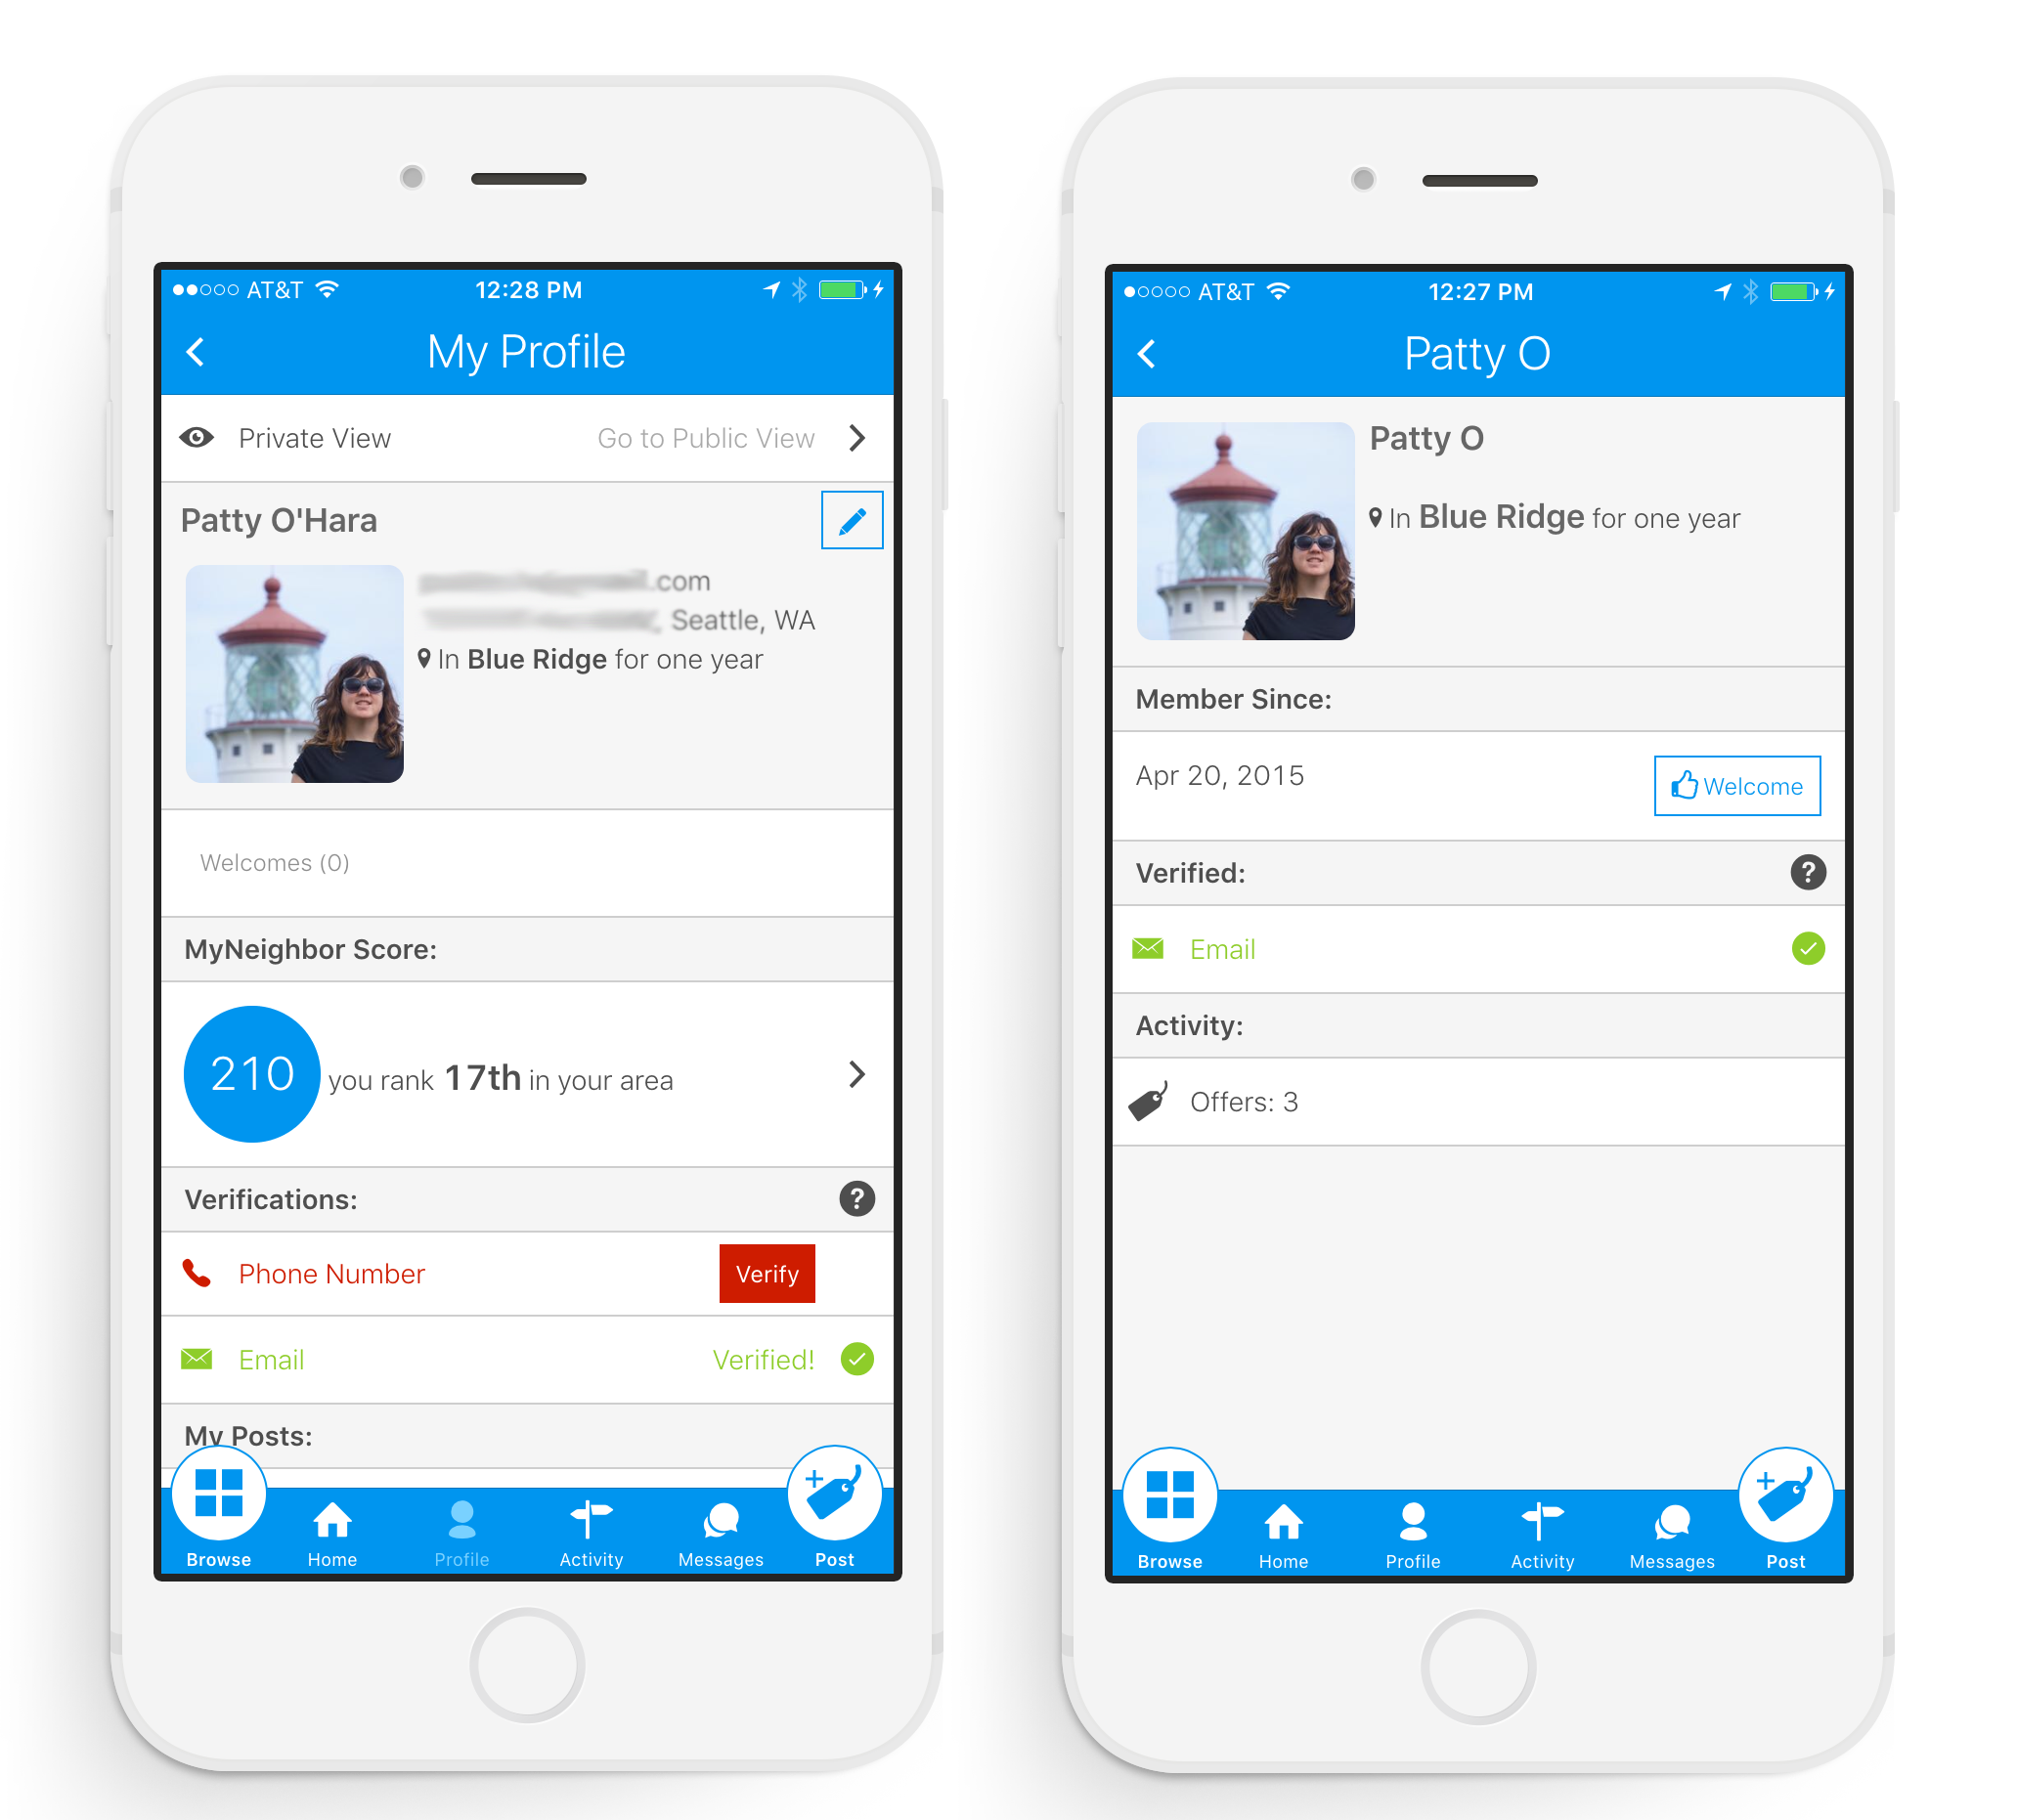 AT&T 12:28 PM
My Profile
Private View Go to Public View
Patty O'Hara
.com
, Seattle, WA
In Blue Ridge for one year
Welcomes (0)
MyNeighbor Score:
210 you rank 17th in your area
Verifications: ?
Phone Number Verify
Email Verified!
My Posts:
Browse Home Profile Activity Messages Post
AT&T 12:27 PM
Patty O
Patty O
In Blue Ridge for one year
Member Since:
Apr 20, 2015 Welcome
Verified: ?
Email
Activity:
Offers: 3
Browse Home Profile Activity Messages Post